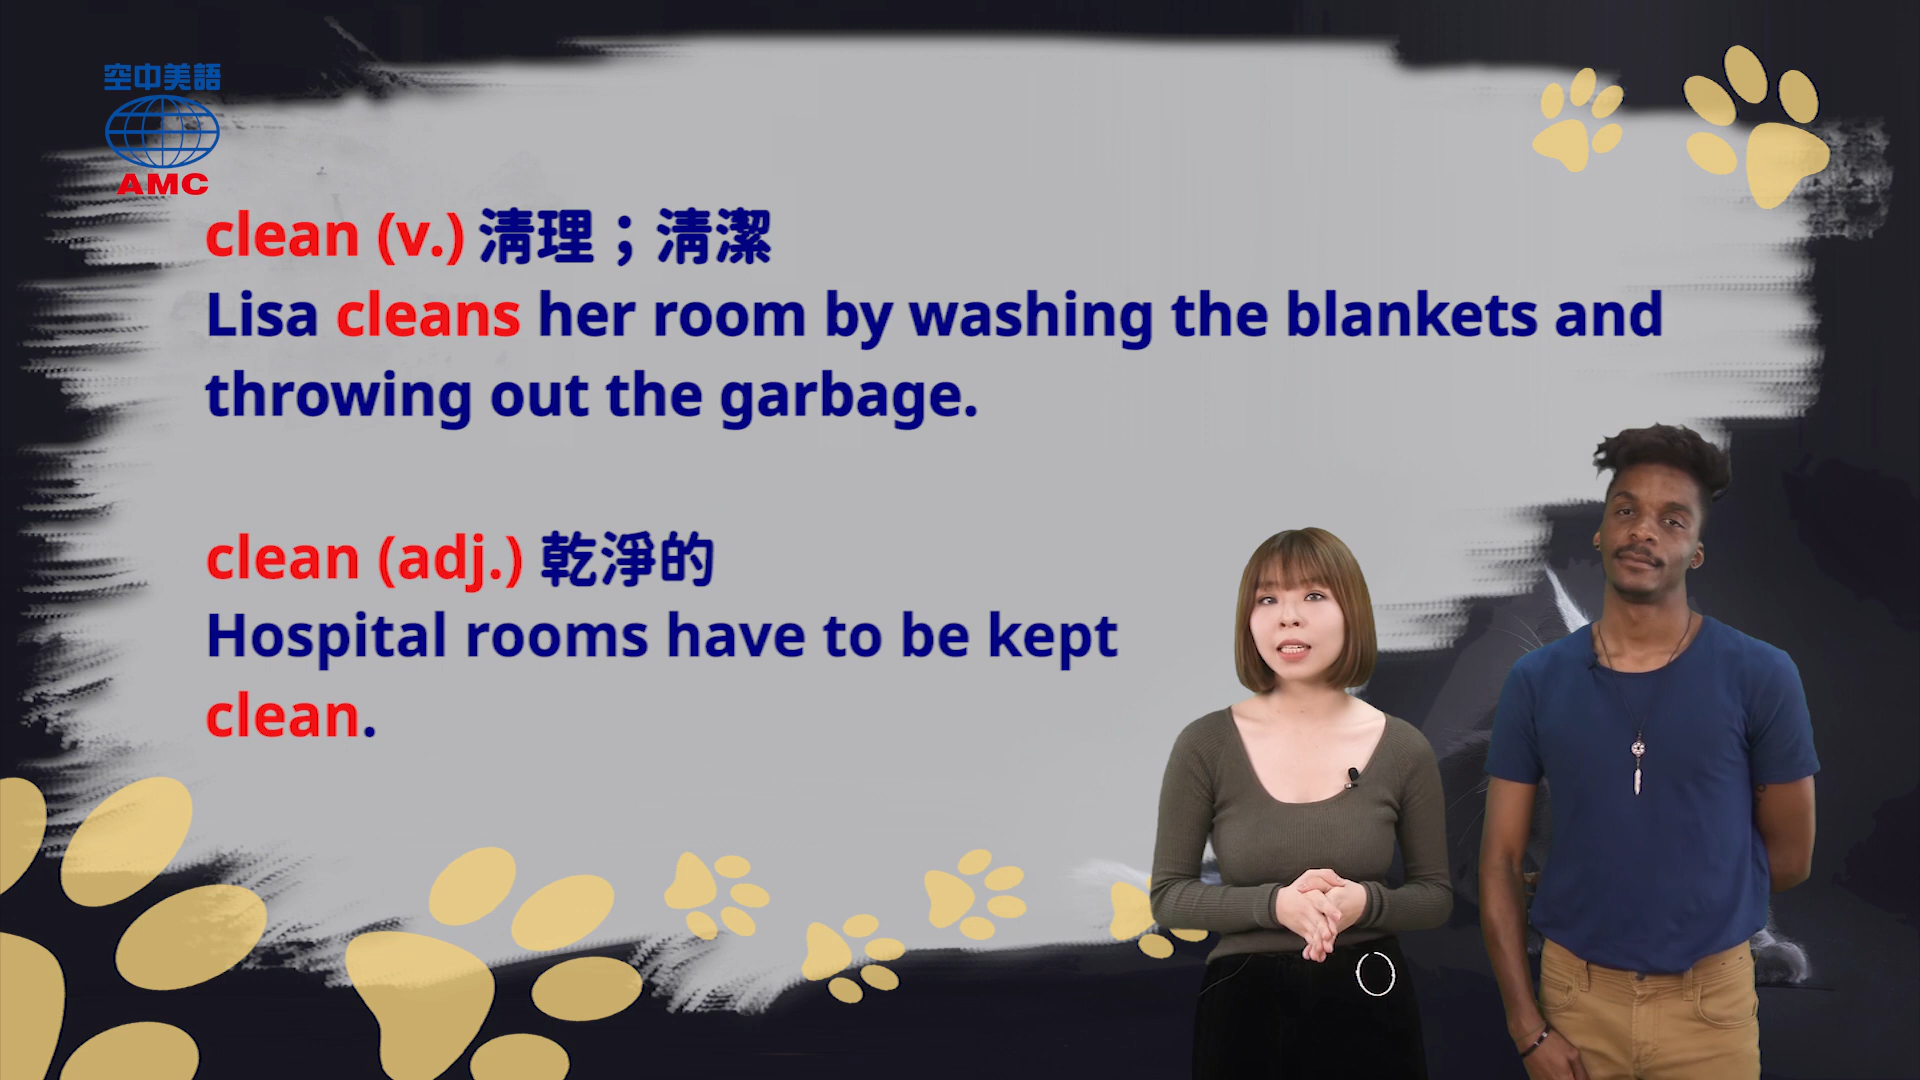 空中美語
AMC
clean (v.) 清理；清潔
Lisa cleans her room by washing the blankets and
throwing out the garbage.
clean (adj.) 乾淨的
Hospital rooms have to be kept
clean.